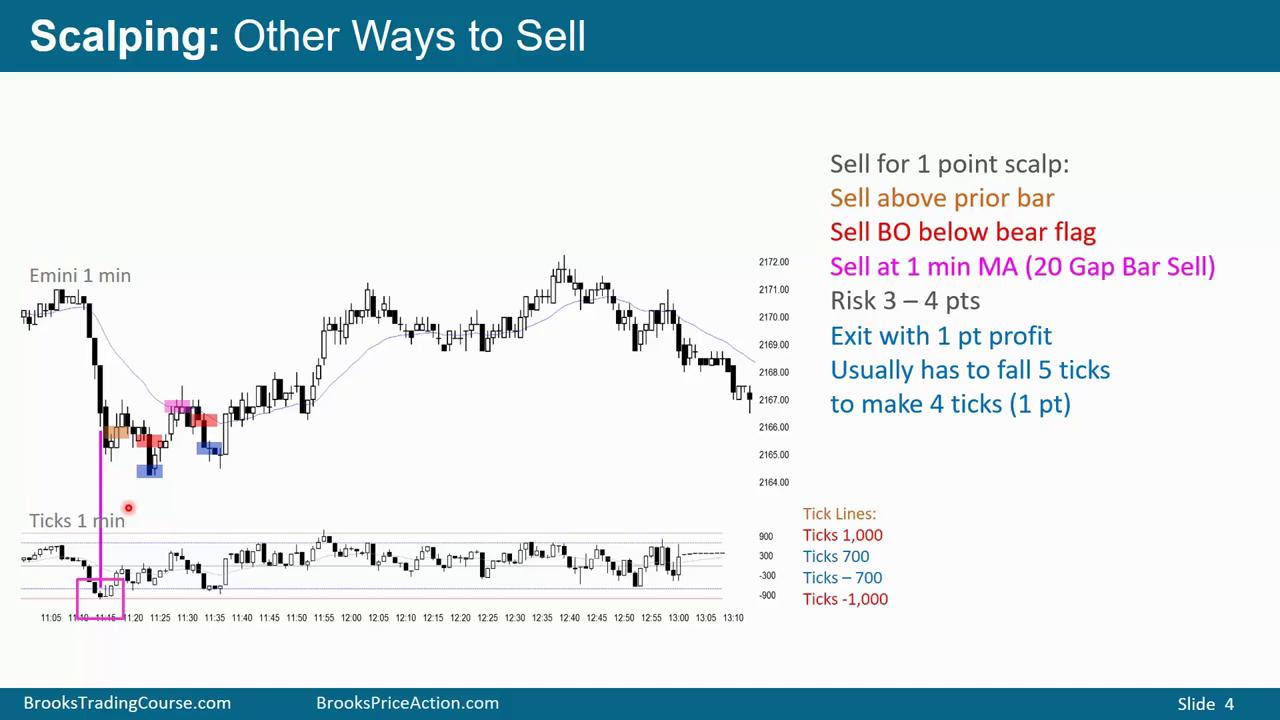 Scalping: Other Ways to Sell
Emini 1 min
2172.00
2171.00
2170.00
2169.00
2168.00
2167.00
2166.00
2165.00
2164.00
Sell for 1 point scalp:
Sell above prior bar
Sell BO below bear flag
Sell at 1 min MA (20 Gap Bar Sell)
Risk 3 – 4 pts
Exit with 1 pt profit
Usually has to fall 5 ticks
to make 4 ticks (1 pt)
Ticks 1 min
900
300
-300
-900
11:05 11:10 11:15 11:20 11:25 11:30 11:35 11:40 11:45 11:50 11:55 12:00 12:05 12:10 12:15 12:20 12:25 12:30 12:35 12:40 12:45 12:50 12:55 13:00 13:05 13:10
Tick Lines:
Ticks 1,000
Ticks 700
Ticks – 700
Ticks -1,000
BrooksTradingCourse.com BrooksPriceAction.com Slide 4